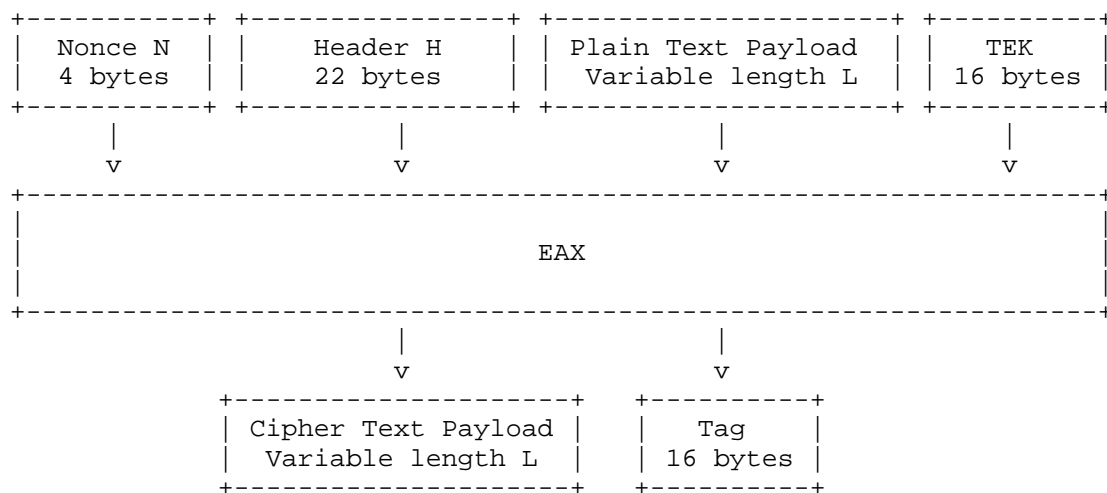 Nonce N Header H Plain Text Payload TEK
4 bytes 22 bytes Variable length L 16 bytes
EAX
Cipher Text Payload Tag
Variable length L 16 bytes